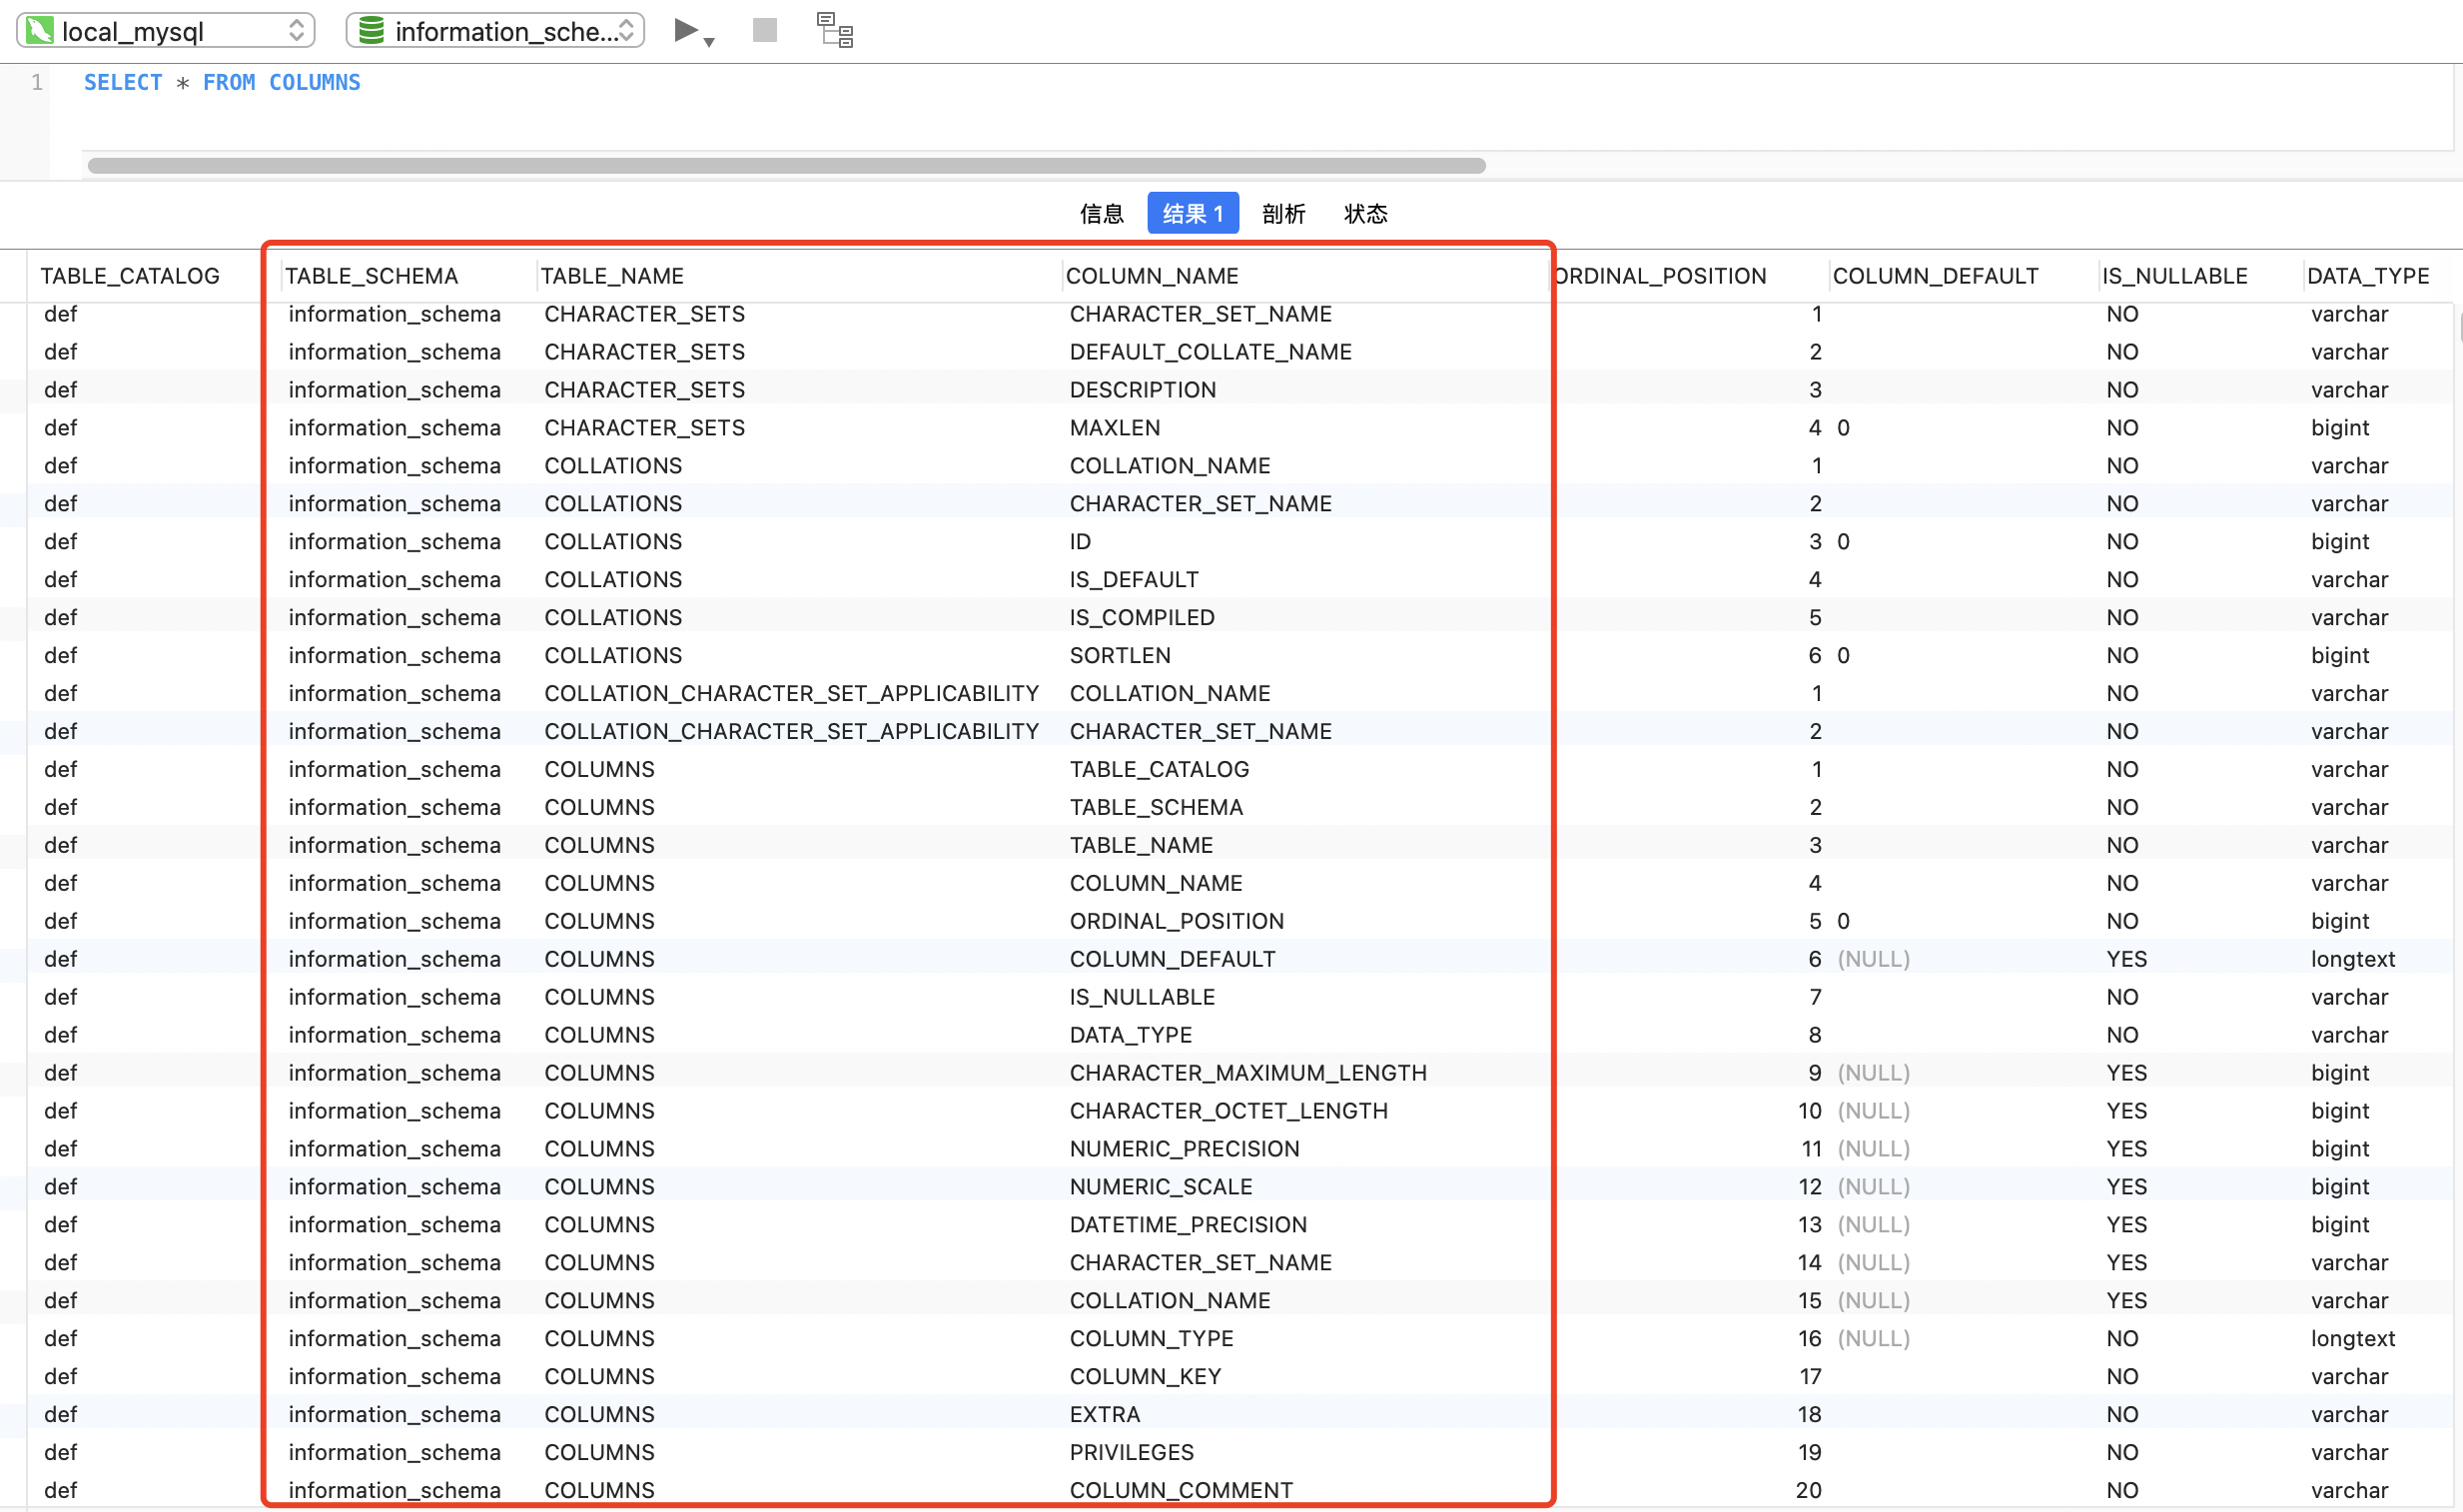 local_mysql information_sche...
1 SELECT * FROM COLUMNS
信息 结果 1 剖析 状态
TABLE_CATALOG TABLE_SCHEMA TABLE_NAME COLUMN_NAME ORDINAL_POSITION COLUMN_DEFAULT IS_NULLABLE DATA_TYPE
def information_schema CHARACTER_SETS CHARACTER_SET_NAME 1 NO varchar
def information_schema CHARACTER_SETS DEFAULT_COLLATE_NAME 2 NO varchar
def information_schema CHARACTER_SETS DESCRIPTION 3 NO varchar
def information_schema CHARACTER_SETS MAXLEN 4 0 NO bigint
def information_schema COLLATIONS COLLATION_NAME 1 NO varchar
def information_schema COLLATIONS CHARACTER_SET_NAME 2 NO varchar
def information_schema COLLATIONS ID 3 0 NO bigint
def information_schema COLLATIONS IS_DEFAULT 4 NO varchar
def information_schema COLLATIONS IS_COMPILED 5 NO varchar
def information_schema COLLATIONS SORTLEN 6 0 NO bigint
def information_schema COLLATION_CHARACTER_SET_APPLICABILITY COLLATION_NAME 1 NO varchar
def information_schema COLLATION_CHARACTER_SET_APPLICABILITY CHARACTER_SET_NAME 2 NO varchar
def information_schema COLUMNS TABLE_CATALOG 1 NO varchar
def information_schema COLUMNS TABLE_SCHEMA 2 NO varchar
def information_schema COLUMNS TABLE_NAME 3 NO varchar
def information_schema COLUMNS COLUMN_NAME 4 NO varchar
def information_schema COLUMNS ORDINAL_POSITION 5 0 NO bigint
def information_schema COLUMNS COLUMN_DEFAULT 6 (NULL) YES longtext
def information_schema COLUMNS IS_NULLABLE 7 NO varchar
def information_schema COLUMNS DATA_TYPE 8 NO varchar
def information_schema COLUMNS CHARACTER_MAXIMUM_LENGTH 9 (NULL) YES bigint
def information_schema COLUMNS CHARACTER_OCTET_LENGTH 10 (NULL) YES bigint
def information_schema COLUMNS NUMERIC_PRECISION 11 (NULL) YES bigint
def information_schema COLUMNS NUMERIC_SCALE 12 (NULL) YES bigint
def information_schema COLUMNS DATETIME_PRECISION 13 (NULL) YES bigint
def information_schema COLUMNS CHARACTER_SET_NAME 14 (NULL) YES varchar
def information_schema COLUMNS COLLATION_NAME 15 (NULL) YES varchar
def information_schema COLUMNS COLUMN_TYPE 16 (NULL) NO longtext
def information_schema COLUMNS COLUMN_KEY 17 NO varchar
def information_schema COLUMNS EXTRA 18 NO varchar
def information_schema COLUMNS PRIVILEGES 19 NO varchar
def information_schema COLUMNS COLUMN_COMMENT 20 NO varchar